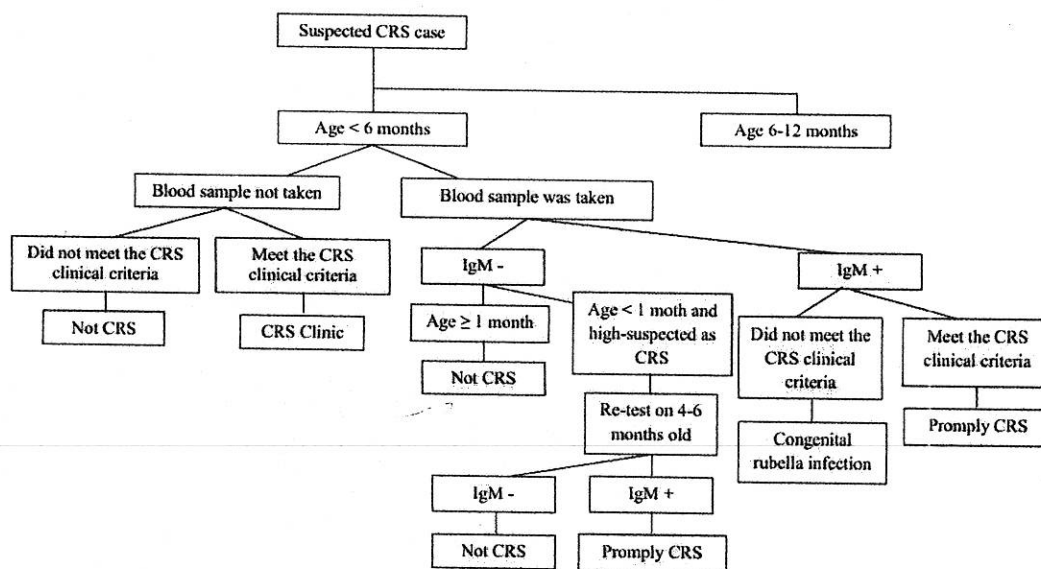 Suspected CRS case
Age < 6 months
Age 6-12 months
Blood sample not taken
Blood sample was taken
Did not meet the CRS
clinical criteria
Meet the CRS
clinical criteria
IgM -
IgM +
Not CRS
CRS Clinic
Age ≥ 1 month
Age < 1 moth and
high-suspected as
CRS
Did not meet the
CRS clinical
criteria
Meet the CRS
clinical criteria
Not CRS
Re-test on 4-6
months old
Congenital
rubella infection
Promply CRS
IgM -
IgM +
Not CRS
Promply CRS